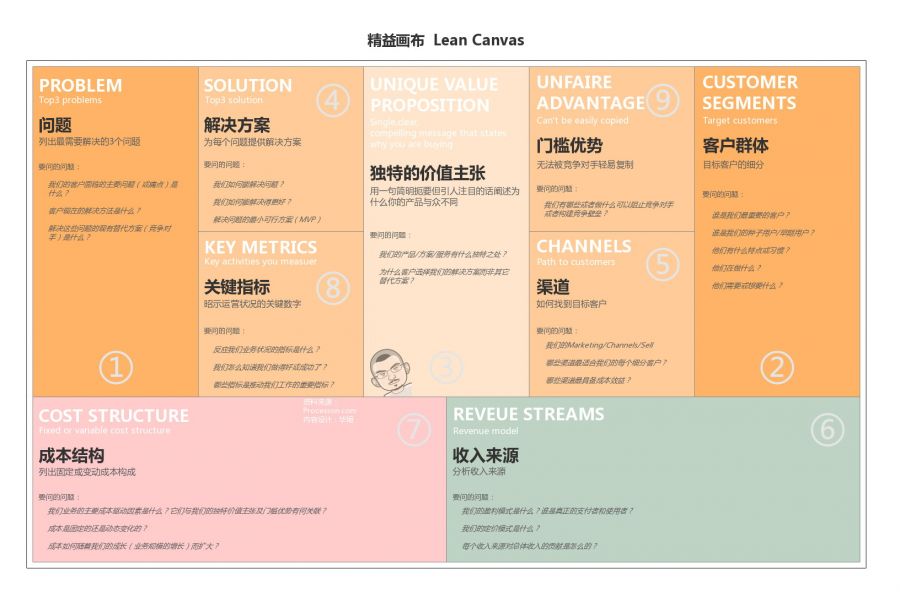 精益画布 Lean Canvas
PROBLEM
Top3 problems
问题
列出最需要解决的3个问题
要问的问题：
我们的客户面临的主要问题（或痛点）是
什么？
客户现在的解决方法是什么？
解决这些问题的现有替代方案（竞争对
手）是什么？
①
SOLUTION
Top3 solution
④
解决方案
为每个问题提供解决方案
要问的问题：
我们如何能解决问题？
我们如何能解决得更好？
解决问题的最小可行方案（MVP）
KEY METRICS
Key activities you measuer
关键指标
昭示运营状况的关键数字
⑧
要问的问题：
反应我们业务状况的指标是什么？
我们怎么知道我们做得好或成功了？
哪些指标是推动我们工作的重要指标？
UNIQUE VALUE
PROPOSITION
Single,clear,
compelling message that states
why you are buying
独特的价值主张
用一句简明扼要但引人注目的话阐述为
什么你的产品与众不同
要问的问题：
我们的产品/方案/服务有什么独特之处？
为什么客户选择我们的解决方案而非其它
替代方案？
③
UNFAIRE
ADVANTAGE
Can't be easily copied
⑨
门槛优势
无法被竞争对手轻易复制
要问的问题：
我们有哪些或者做什么可以阻止竞争对手
或者构建竞争壁垒？
CHANNELS
Path to customers
⑤
渠道
如何找到目标客户
要问的问题：
我们的Marketing/Channels/Sell
哪些渠道最适合我们的每个细分客户？
哪些渠道最具备成本效益？
CUSTOMER
SEGMENTS
Target customers
客户群体
目标客户的细分
要问的问题：
谁是我们最重要的客户？
谁是我们的种子用户/早期用户？
他们有什么特点或习惯？
他们在做什么？
他们需要或想要什么？
②
COST STRUCTURE
Fixed or variable cost structure
资料来源：
Procession.com
内容设计：华阳
⑦
成本结构
列出固定或变动成本构成
要问的问题：
我们业务的主要成本驱动因素是什么？它们与我们的独特价值主张及门槛优势有何关联？
成本是固定的还是动态变化的？
成本如何随着我们的成长（业务规模的增长）而扩大？
REVEUE STREAMS
Revenue model
⑥
收入来源
分析收入来源
要问的问题：
我们的盈利模式是什么？谁是真正的支付者和使用者？
我们的定价模式是什么？
每个收入来源对总体收入的贡献是怎么的？